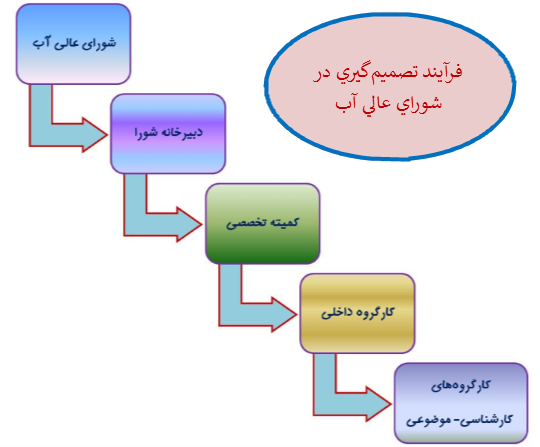 فرآيند تصميم‌گيري در
شوراي عالي آب
شورای عالی آب
دبیرخانه شورا
کمیته تخصصی
کارگروه داخلی
کارگروه‌های
کارشناسی- موضوعی